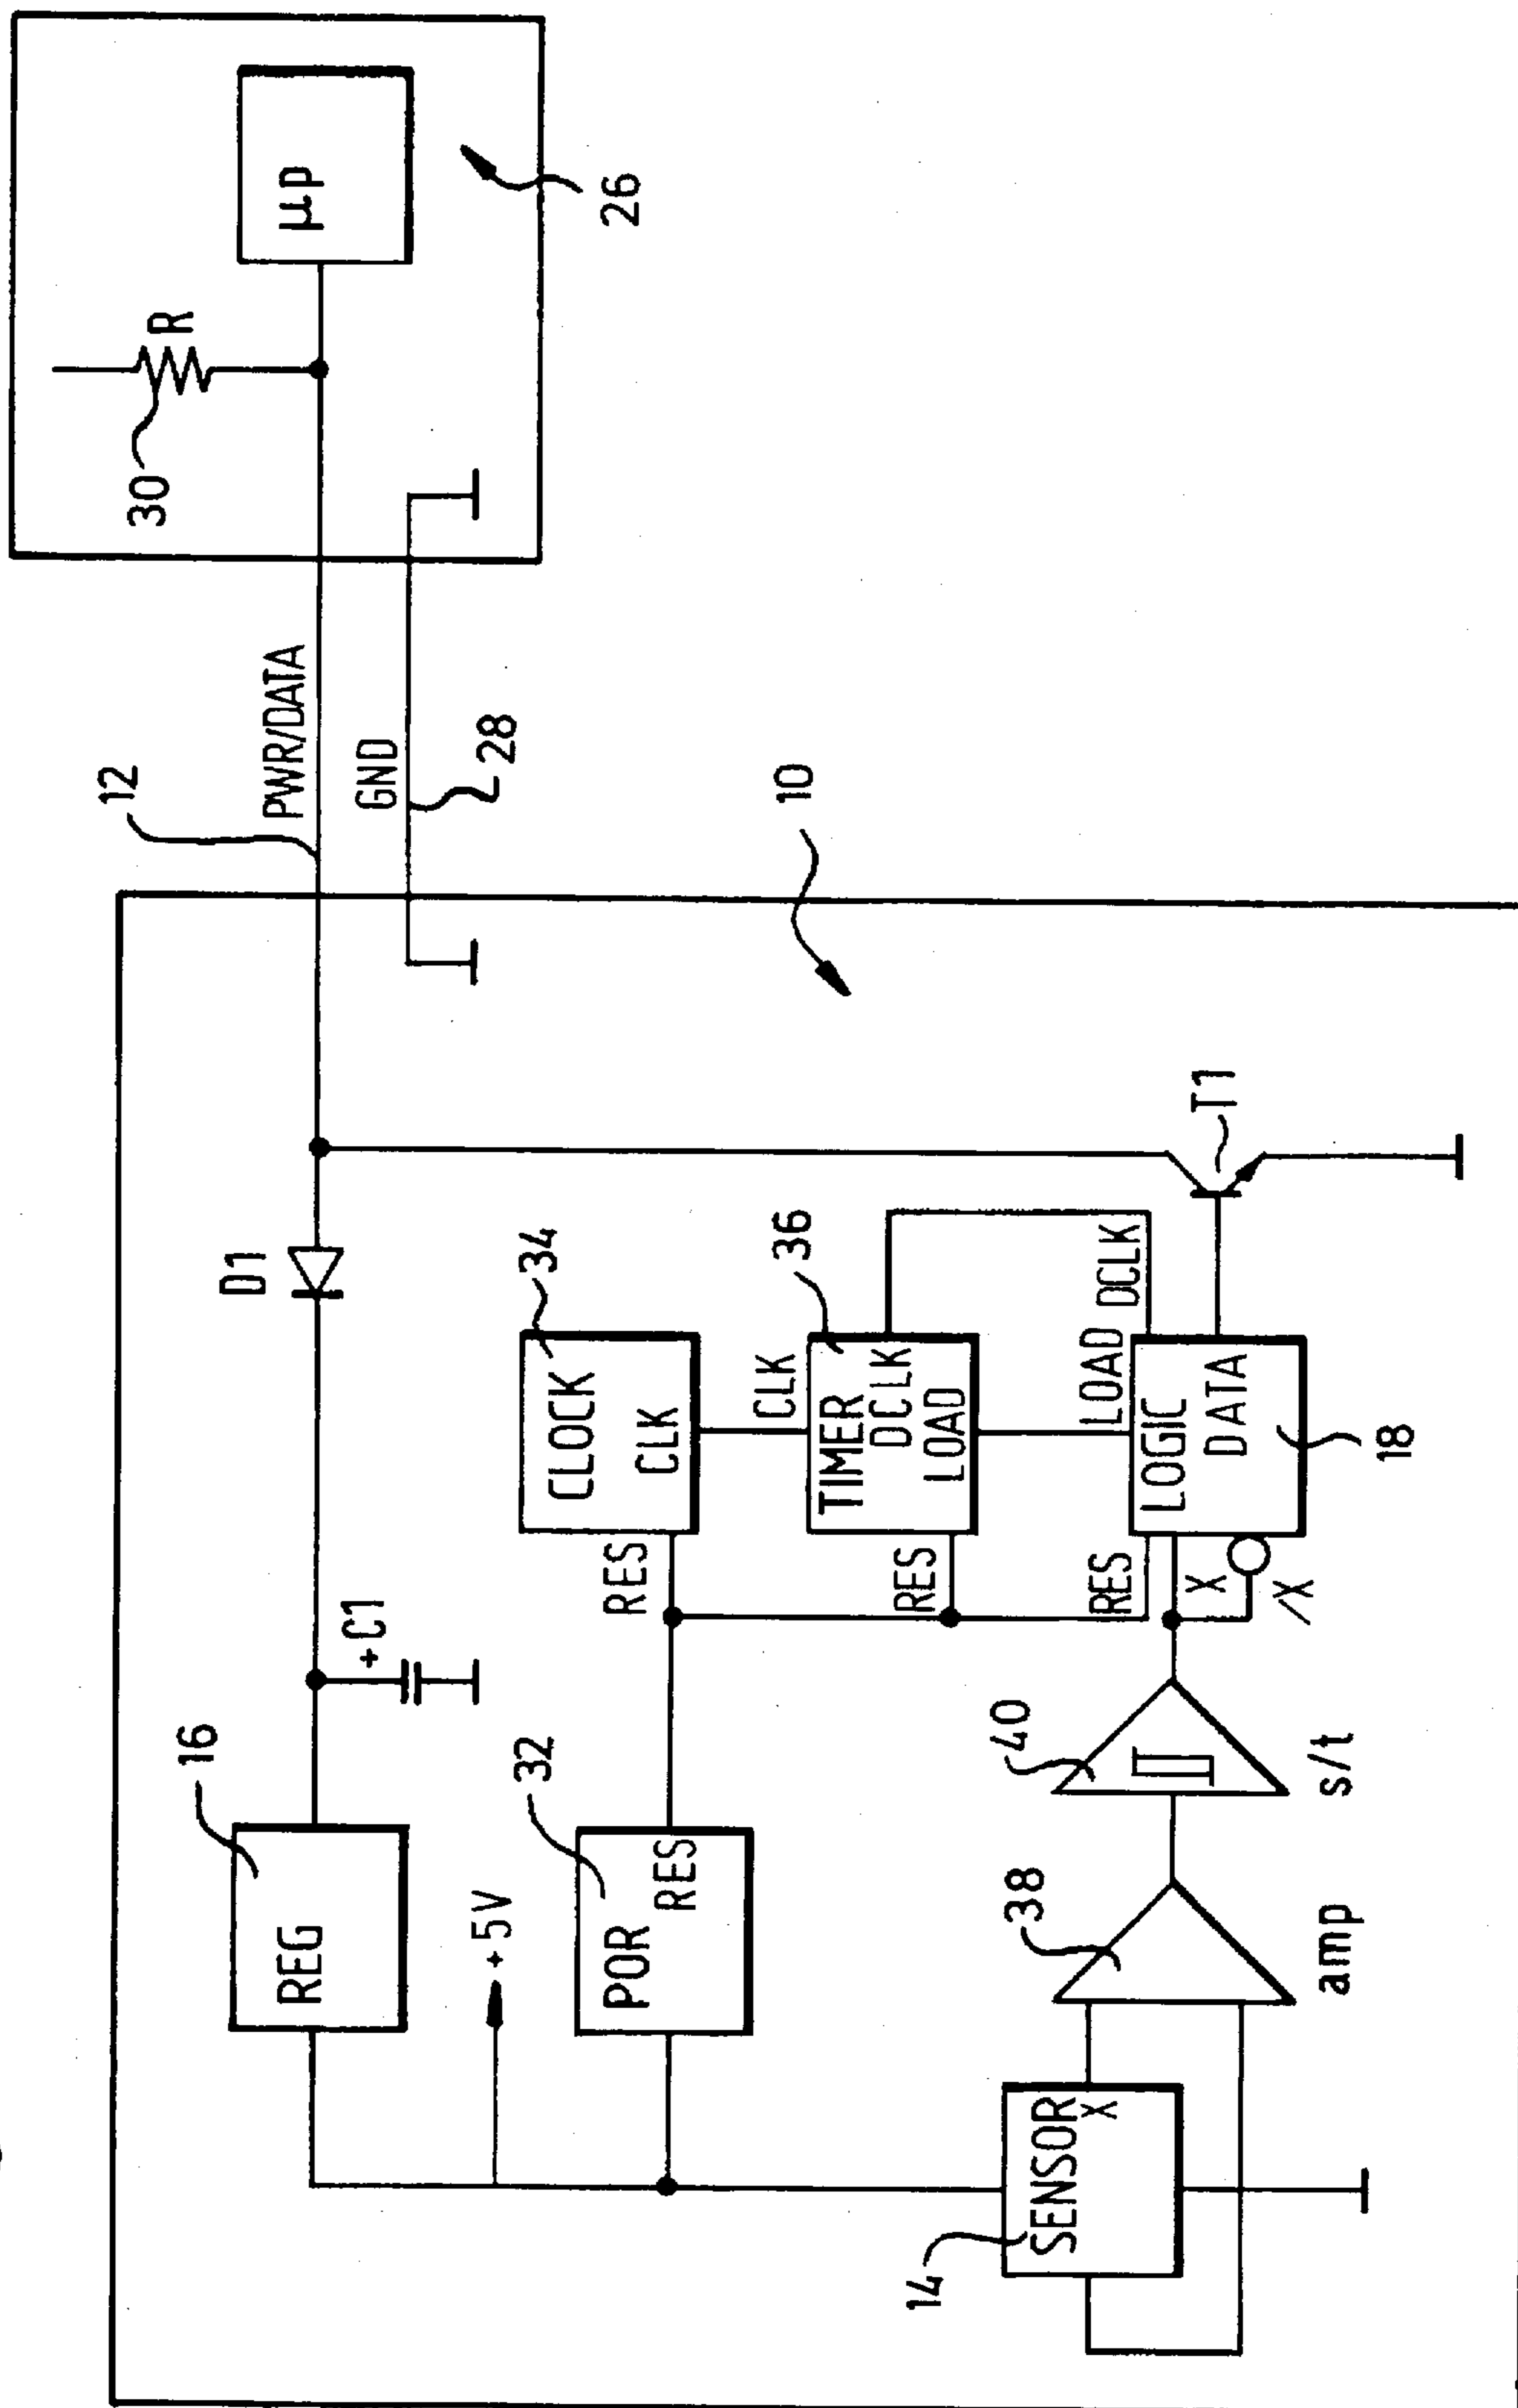 16
REG
+C1
D1
12
PWR/DATA
GND
28
30
R
μp
26
+5V
32
POR
RES
RES
34
CLOCK
CLK
CLK
10
36
TIMER
DCLK
LOAD
RES
DCLK
LOAD
T1
LOGIC
DATA
18
RES
X
/X
14
SENSOR
X
38
amp
40
s/t